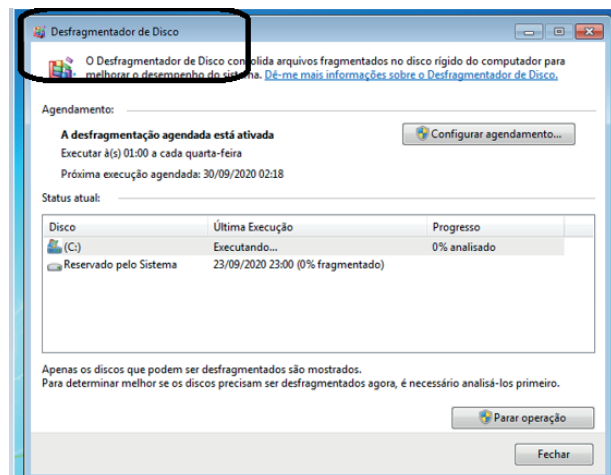 Desfragmentador de Disco
O Desfragmentador de Disco consolida arquivos fragmentados no disco rígido do computador para
melhorar o desempenho do sistema. Dê-me mais informações sobre o Desfragmentador de Disco.
Agendamento:
A desfragmentação agendada está ativada
Configurar agendamento...
Executar à(s) 01:00 a cada quarta-feira
Próxima execução agendada: 30/09/2020 02:18
Status atual:
Disco Última Execução Progresso
(C:) Executando... 0% analisado
Reservado pelo Sistema 23/09/2020 23:00 (0% fragmentado)
Apenas os discos que podem ser desfragmentados são mostrados.
Para determinar melhor se os discos precisam ser desfragmentados agora, é necessário analisá-los primeiro.
Parar operação
Fechar